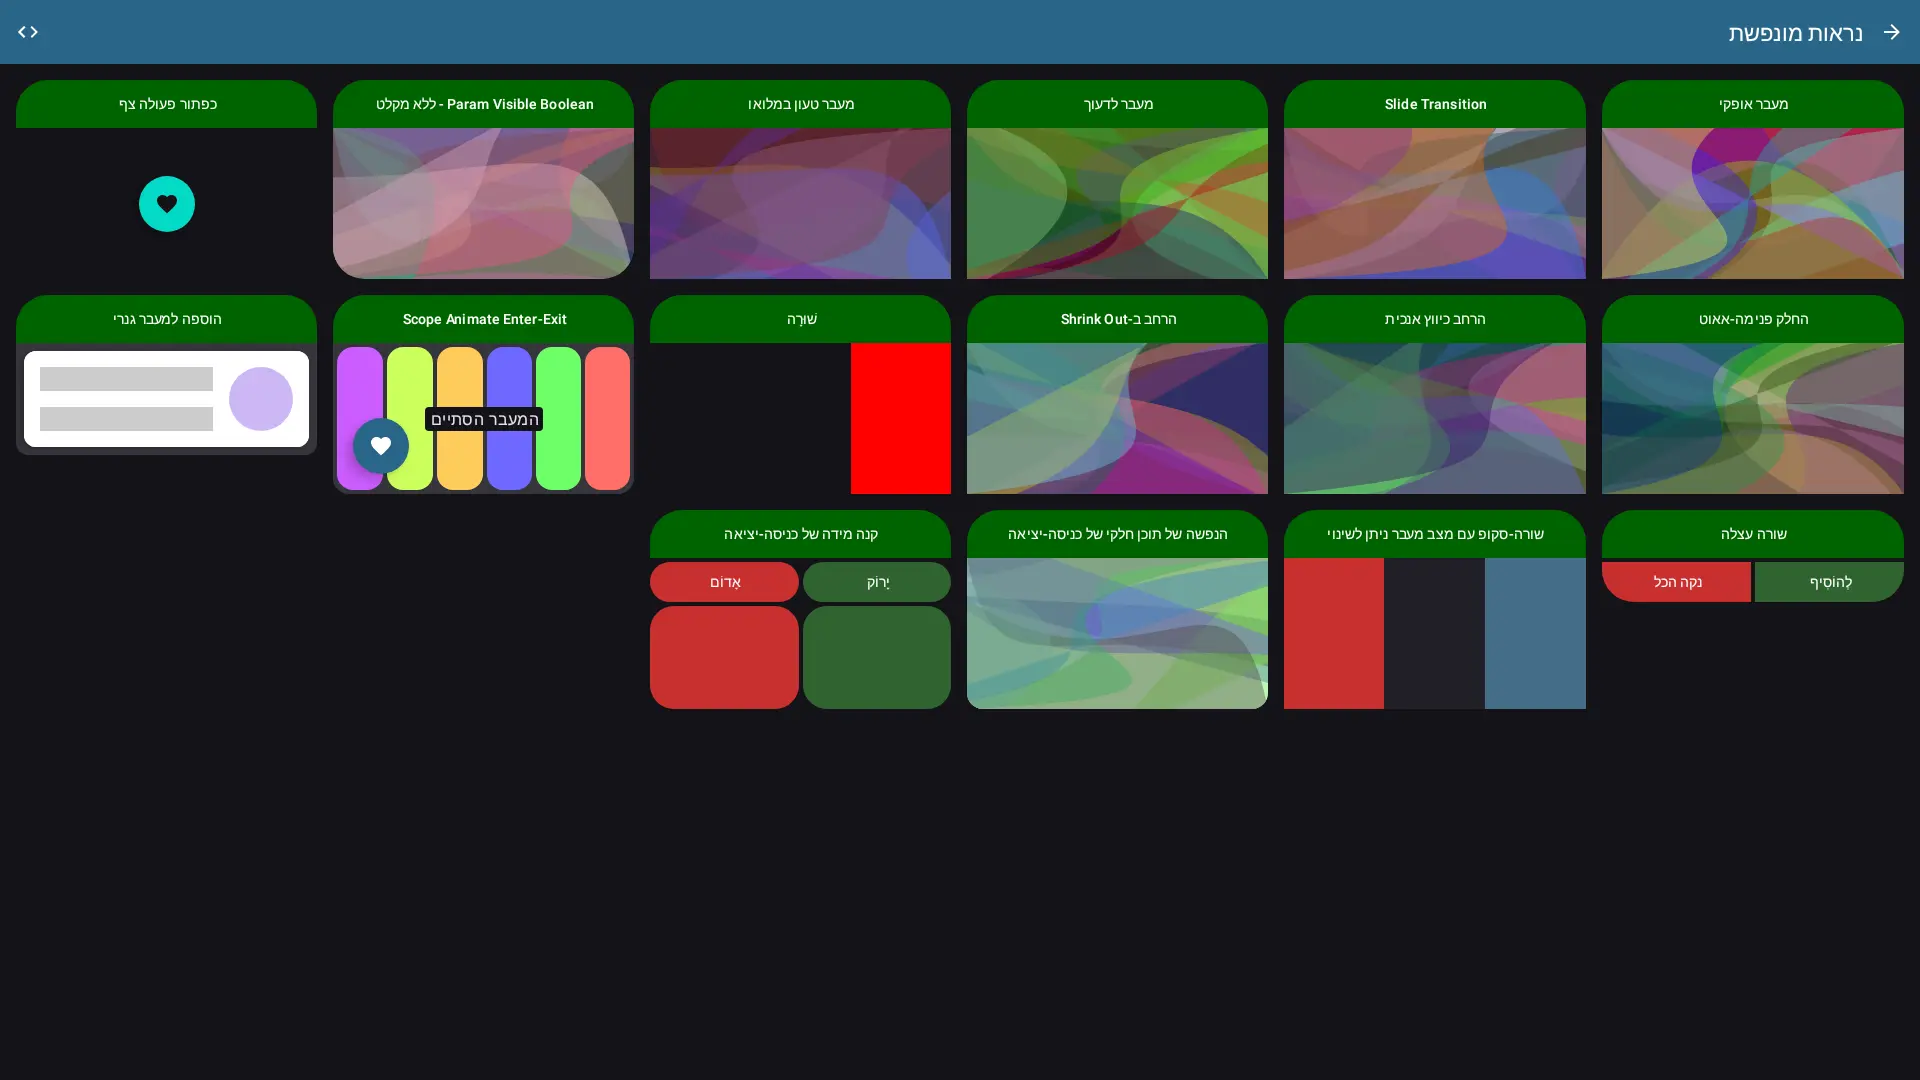 נראות מונפשת
מעבר אופקי
Slide Transition
מעבר לדעוך
מעבר טעון במלואו
ללא מקלט - Param Visible Boolean
כפתור פעולה צף
החלק פנימה-אאוט
הרחב כיווץ אנכית
הרחב ב-Shrink Out
שׁוּרָה
Scope Animate Enter-Exit
המעבר הסתיים
הוספה למעבר גנרי
שורה עצלה
לְהוֹסִיף
נקה הכל
שורה-סקופ עם מצב מעבר ניתן לשינוי
הנפשה של תוכן חלקי של כניסה-יציאה
קנה מידה של כניסה-יציאה
יָרוֹק
אָדוֹם